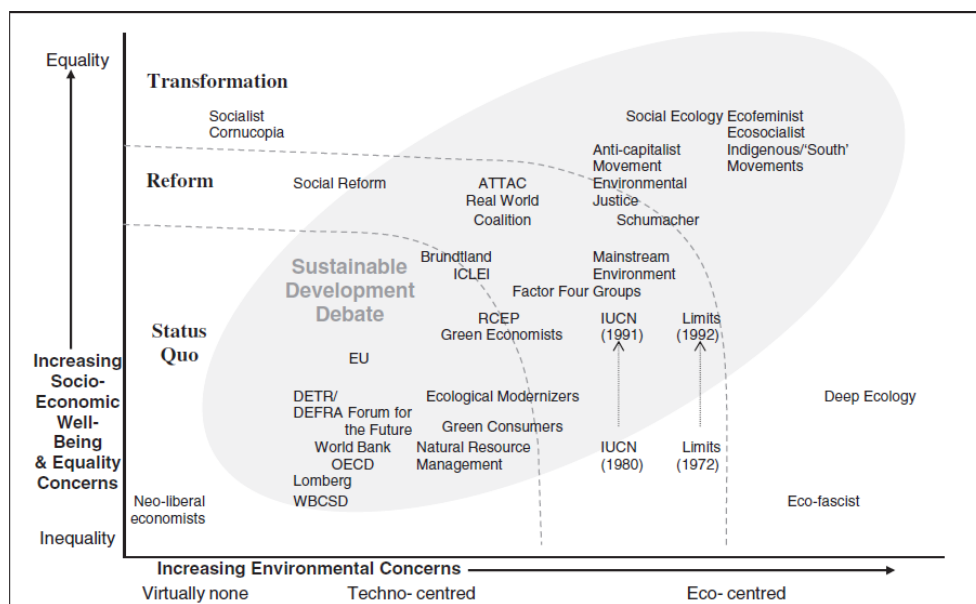 Equality
Transformation
Socialist
Cornucopia
Social Ecology Ecofeminist
Ecosocialist
Indigenous/‘South’
Movements
Anti-capitalist
Movement
Environmental
Justice
Reform
Social Reform
ATTAC
Real World
Coalition
Schumacher
Sustainable
Development
Debate
Brundtland
ICLEI
Mainstream
Environment
Factor Four Groups
Status
Quo
RCEP
Green Economists
IUCN
(1991)
Limits
(1992)
EU
Increasing
Socio-
Economic
Well-
Being
& Equality
Concerns
DETR/
DEFRA Forum for
the Future
World Bank
OECD
Lomberg
WBCSD
Ecological Modernizers
Green Consumers
Natural Resource
Management
IUCN
(1980)
Limits
(1972)
Deep Ecology
Eco-fascist
Neo-liberal
economists
Inequality
Increasing Environmental Concerns
Virtually none
Techno- centred
Eco- centred